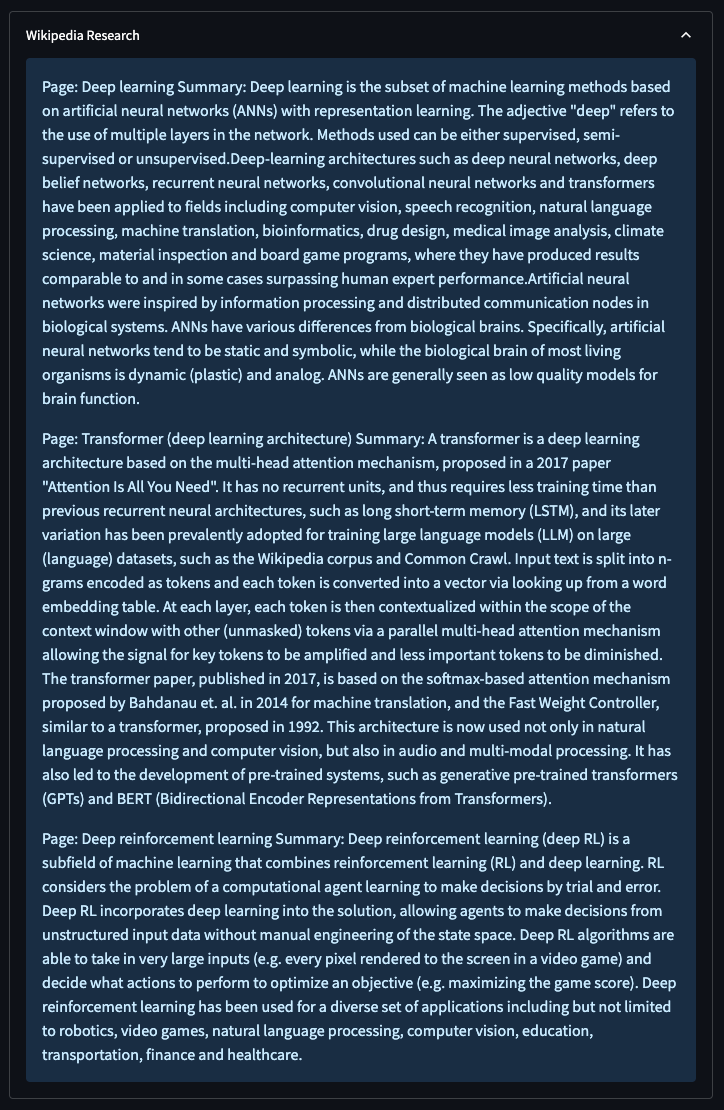 Wikipedia Research
Page: Deep learning Summary: Deep learning is the subset of machine learning methods based
on artificial neural networks (ANNs) with representation learning. The adjective "deep" refers to
the use of multiple layers in the network. Methods used can be either supervised, semi-
supervised or unsupervised.Deep-learning architectures such as deep neural networks, deep
belief networks, recurrent neural networks, convolutional neural networks and transformers
have been applied to fields including computer vision, speech recognition, natural language
processing, machine translation, bioinformatics, drug design, medical image analysis, climate
science, material inspection and board game programs, where they have produced results
comparable to and in some cases surpassing human expert performance.Artificial neural
networks were inspired by information processing and distributed communication nodes in
biological systems. ANNs have various differences from biological brains. Specifically, artificial
neural networks tend to be static and symbolic, while the biological brain of most living
organisms is dynamic (plastic) and analog. ANNs are generally seen as low quality models for
brain function.
Page: Transformer (deep learning architecture) Summary: A transformer is a deep learning
architecture based on the multi-head attention mechanism, proposed in a 2017 paper
"Attention Is All You Need". It has no recurrent units, and thus requires less training time than
previous recurrent neural architectures, such as long short-term memory (LSTM), and its later
variation has been prevalently adopted for training large language models (LLM) on large
(language) datasets, such as the Wikipedia corpus and Common Crawl. Input text is split into n-
grams encoded as tokens and each token is converted into a vector via looking up from a word
embedding table. At each layer, each token is then contextualized within the scope of the
context window with other (unmasked) tokens via a parallel multi-head attention mechanism
allowing the signal for key tokens to be amplified and less important tokens to be diminished.
The transformer paper, published in 2017, is based on the softmax-based attention mechanism
proposed by Bahdanau et. al. in 2014 for machine translation, and the Fast Weight Controller,
similar to a transformer, proposed in 1992. This architecture is now used not only in natural
language processing and computer vision, but also in audio and multi-modal processing. It has
also led to the development of pre-trained systems, such as generative pre-trained transformers
(GPTs) and BERT (Bidirectional Encoder Representations from Transformers).
Page: Deep reinforcement learning Summary: Deep reinforcement learning (deep RL) is a
subfield of machine learning that combines reinforcement learning (RL) and deep learning. RL
considers the problem of a computational agent learning to make decisions by trial and error.
Deep RL incorporates deep learning into the solution, allowing agents to make decisions from
unstructured input data without manual engineering of the state space. Deep RL algorithms are
able to take in very large inputs (e.g. every pixel rendered to the screen in a video game) and
decide what actions to perform to optimize an objective (e.g. maximizing the game score). Deep
reinforcement learning has been used for a diverse set of applications including but not limited
to robotics, video games, natural language processing, computer vision, education,
transportation, finance and healthcare.